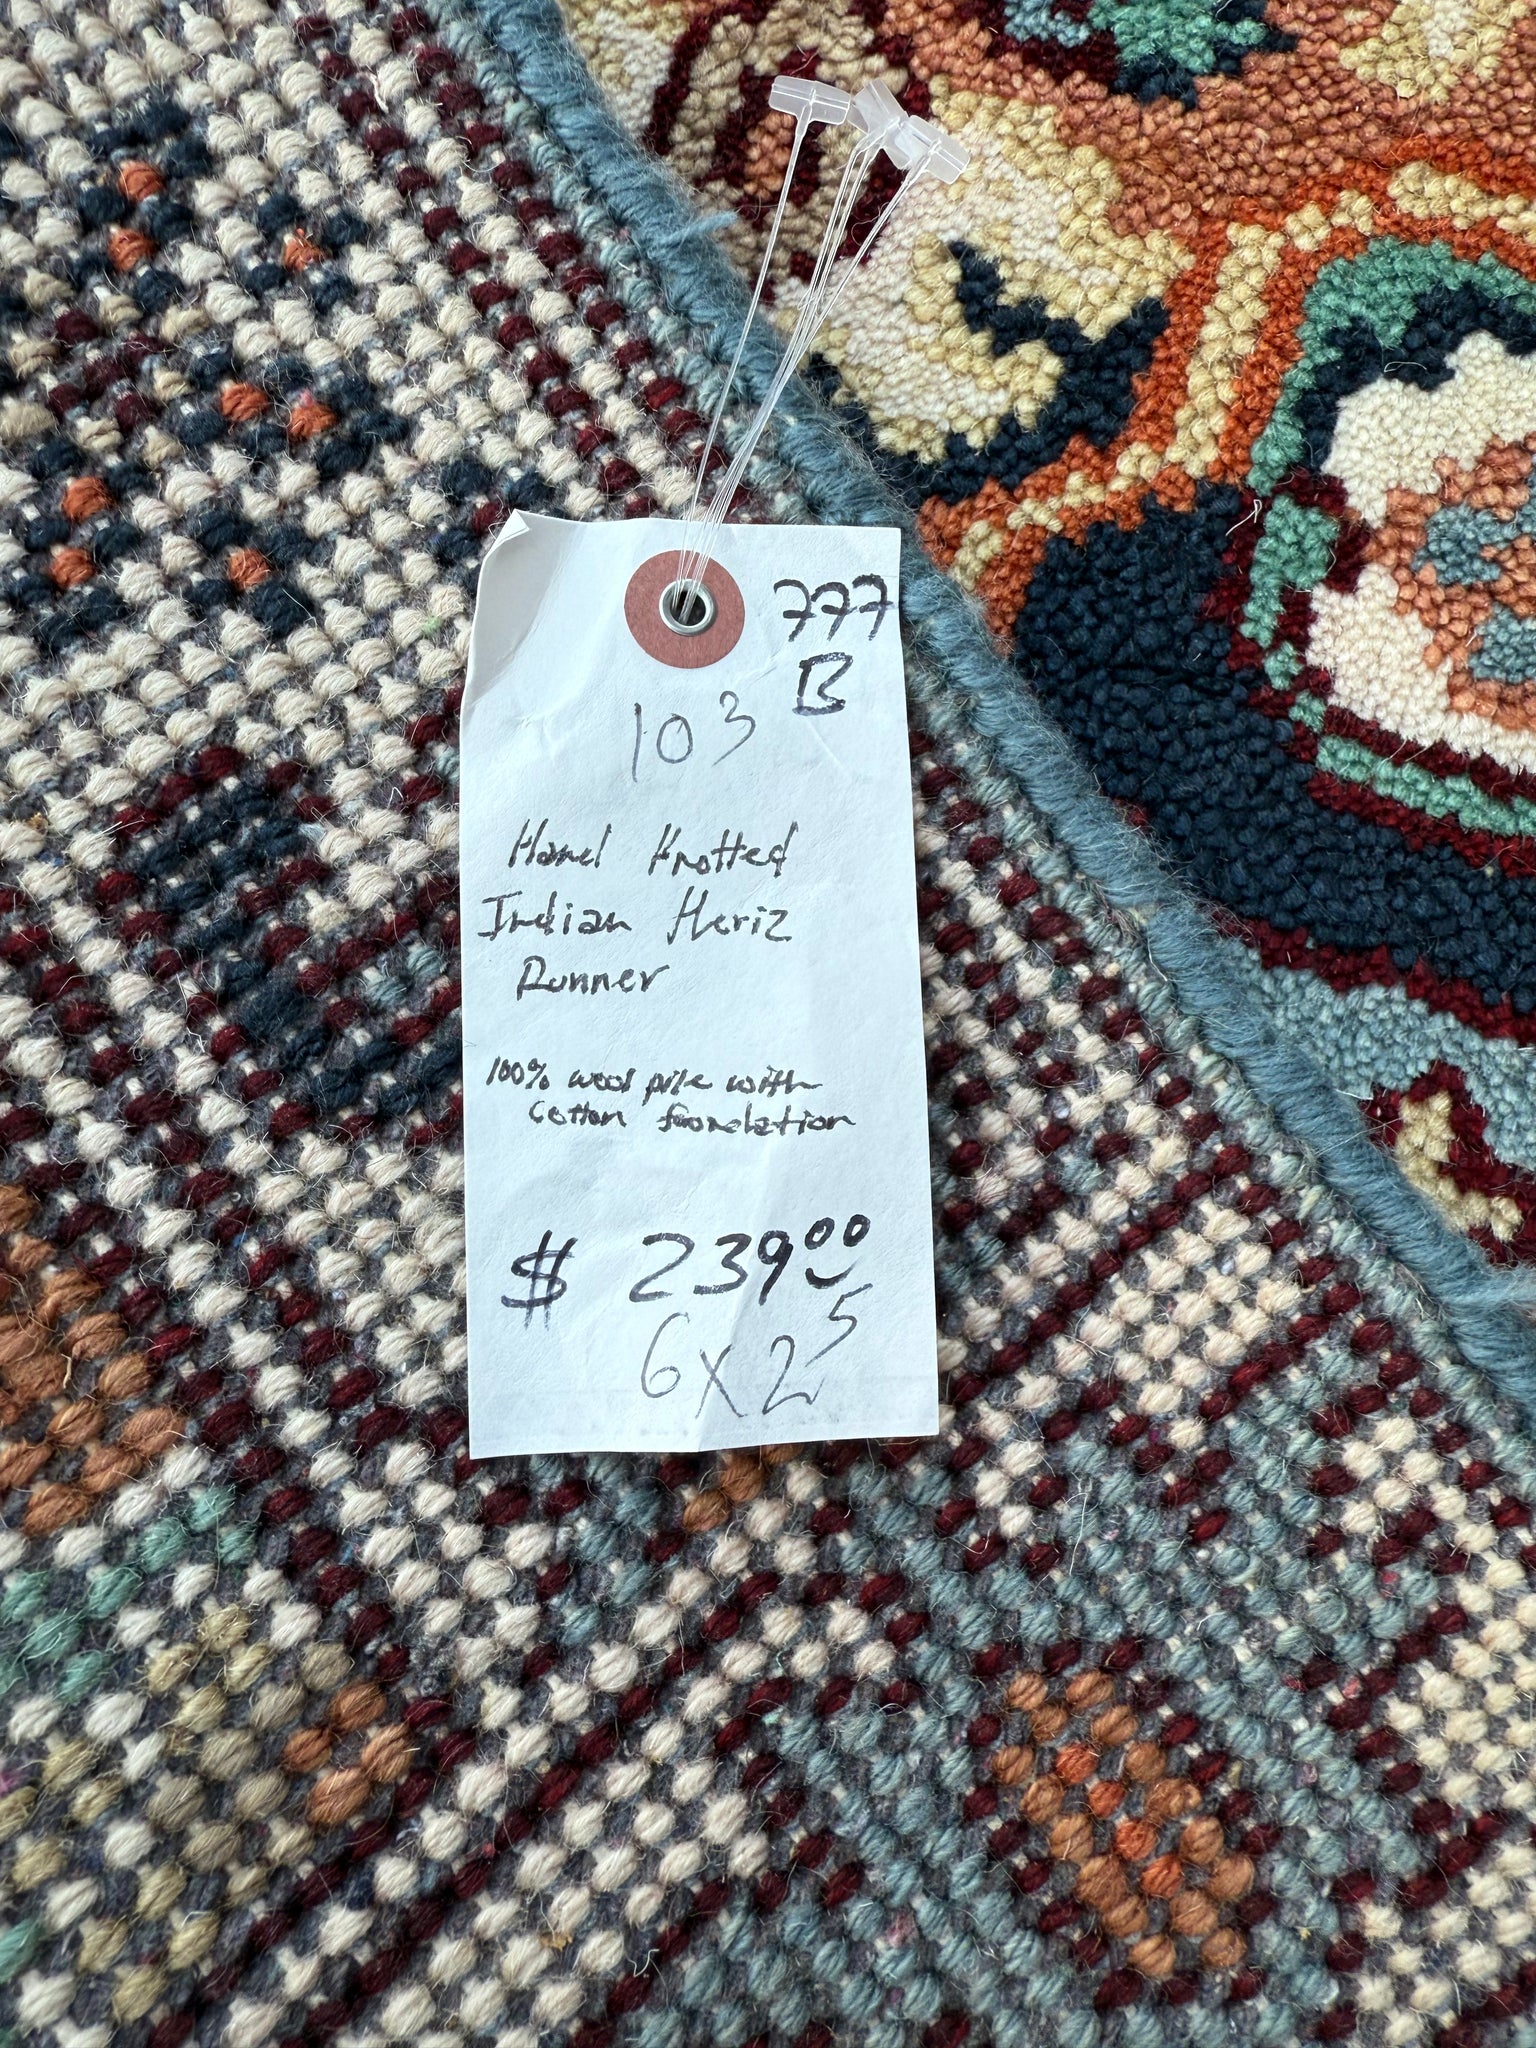 777
B
103
Hand Knotted
Indian Heriz
Runner
100% wool pile with
cotton foundation
$ 239.00
6x2 5